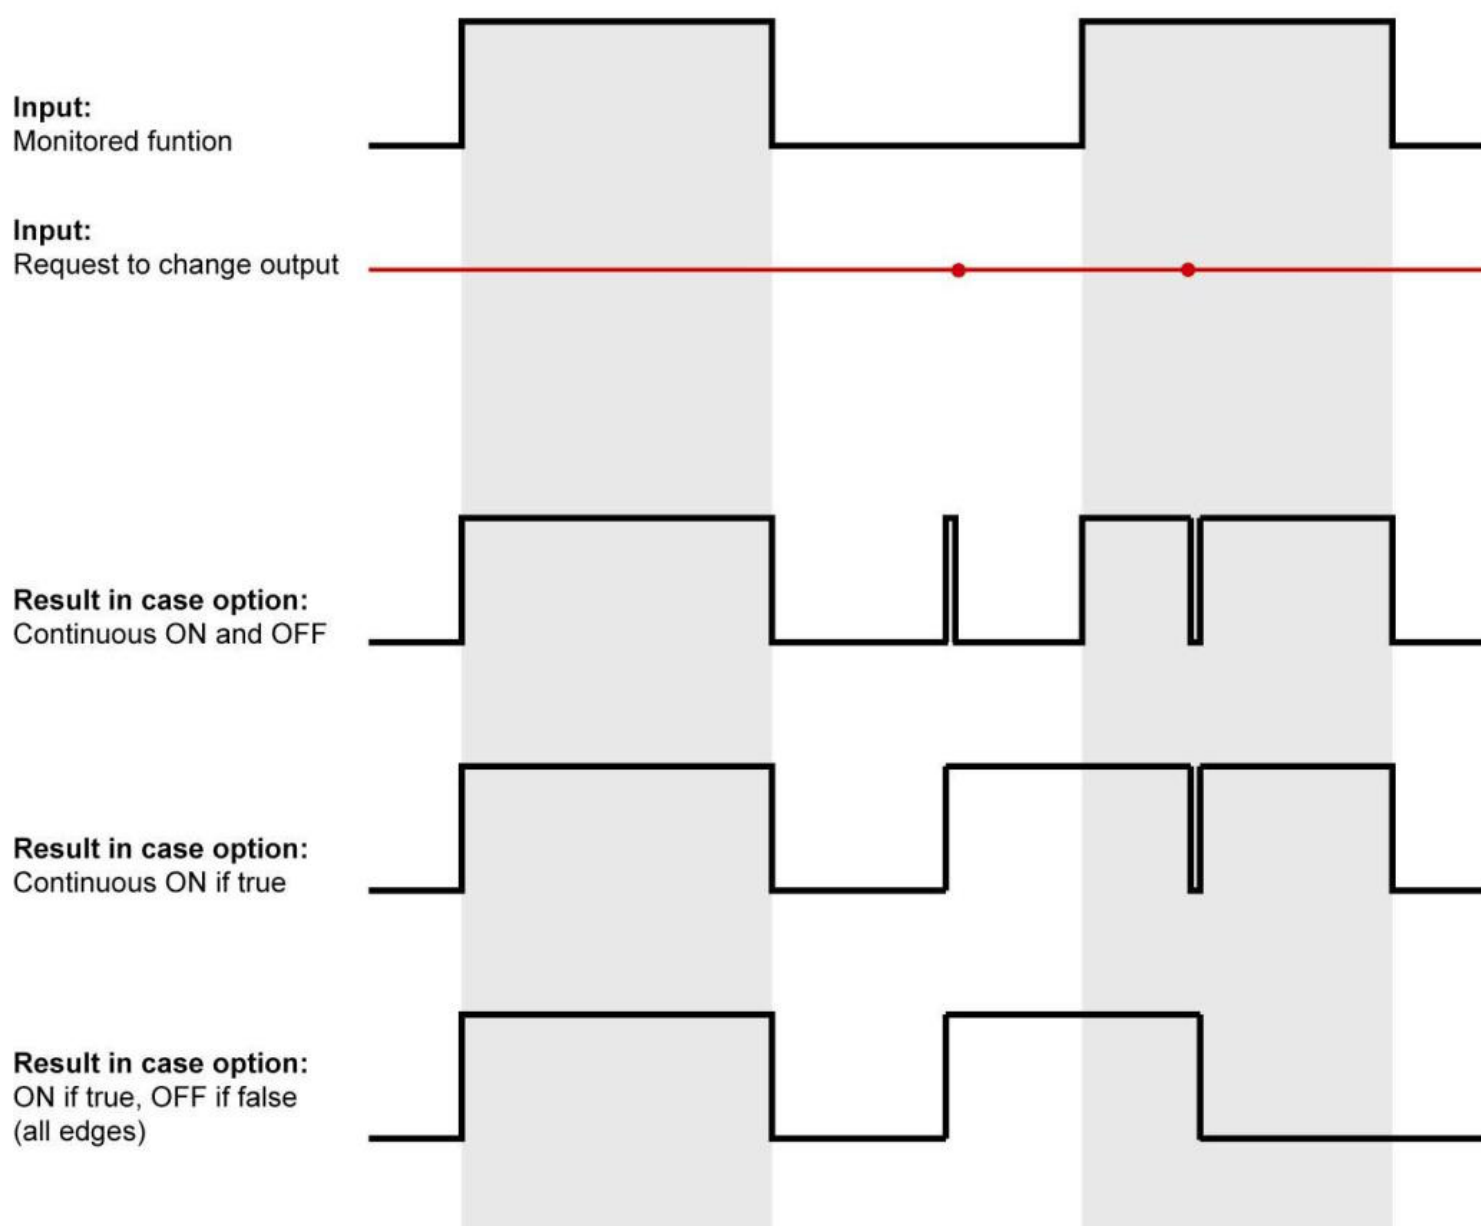 Input:
Monitored funtion
Input:
Request to change output
Result in case option:
Continuous ON and OFF
Result in case option:
Continuous ON if true
Result in case option:
ON if true, OFF if false
(all edges)